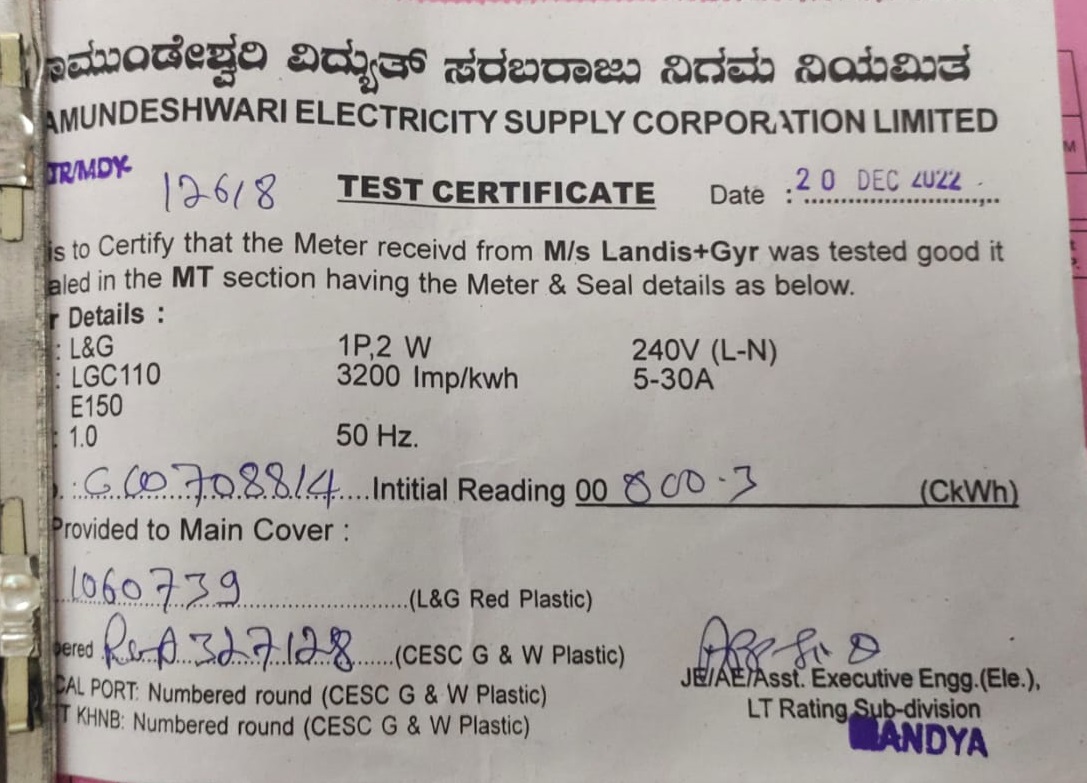 ಾಮುಂಡೇಶ್ವರಿ ವಿದ್ಯುತ್ ಸರಬರಾಜು ನಿಗಮ ನಿಯಮಿತ
AMUNDESHWARI ELECTRICITY SUPPLY CORPORATION LIMITED
TR/MDY
12618 TEST CERTIFICATE Date : 20 DEC 2022
is to Certify that the Meter receivd from M/s Landis+Gyr was tested good it
aled in the MT section having the Meter & Seal details as below.
r Details :
: L&G 1P,2 W 240V (L-N)
: LGC110 3200 Imp/kwh 5-30A
E150
: 1.0 50 Hz.
. : G00708814 Intitial Reading 00 800.3 (CkWh)
Provided to Main Cover :
1060739 (L&G Red Plastic)
bered 327128 (CESC G & W Plastic)
CAL PORT: Numbered round (CESC G & W Plastic)
T KHNB: Numbered round (CESC G & W Plastic)
JE/AE/Asst. Executive Engg.(Ele.),
LT Rating Sub-division
MANDYA